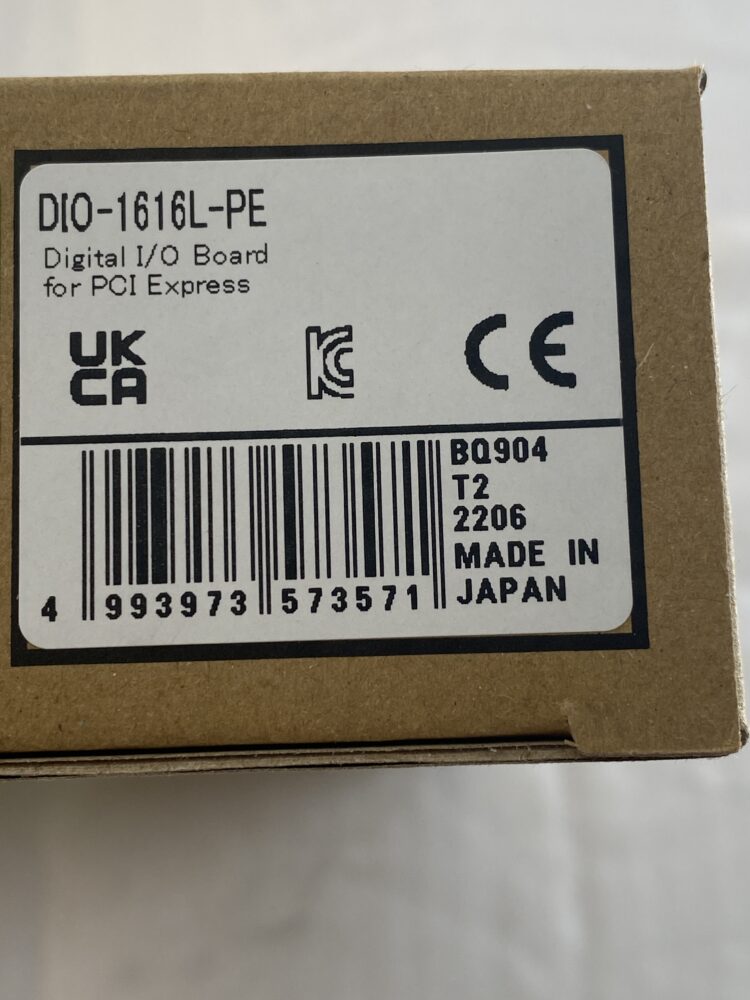 DIO-1616L-PE
Digital I/O Board
for PCI Express
UK
CA
KC
CE
BQ904
T2
2206
MADE IN
JAPAN
4 993973 573571